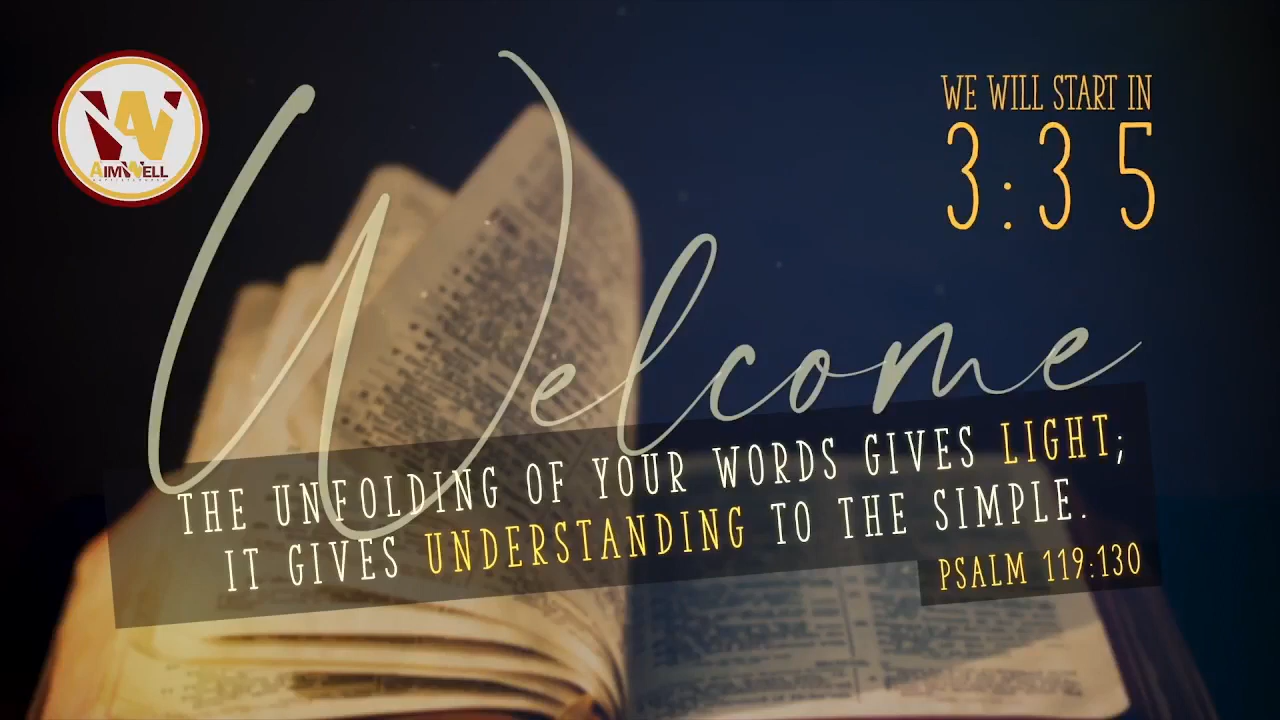 AW
AIMWELL
WE WILL START IN
3:35
Welcome
THE UNFOLDING OF YOUR WORDS GIVES LIGHT;
IT GIVES UNDERSTANDING TO THE SIMPLE.
PSALM 119:130